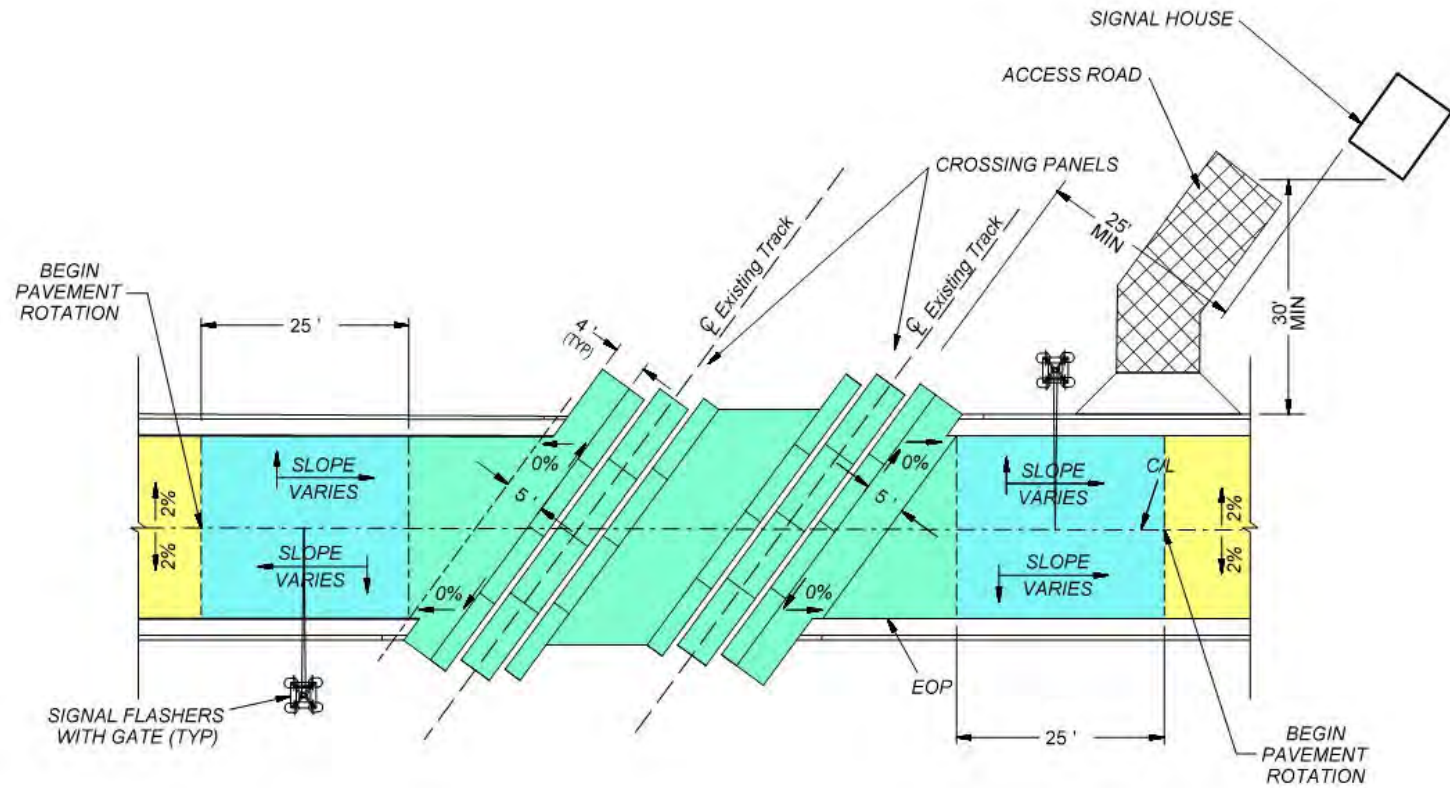 SIGNAL HOUSE
ACCESS ROAD
CROSSING PANELS
℄ Existing Track
℄ Existing Track
25'
MIN
30'
MIN
BEGIN
PAVEMENT
ROTATION
25 '
4 '
(TYP)
2%
2%
SLOPE
VARIES
SLOPE
VARIES
0%
5 '
0%
0%
5 '
0%
SLOPE
VARIES
C/L
SLOPE
VARIES
2%
2%
EOP
SIGNAL FLASHERS
WITH GATE (TYP)
25 '
BEGIN
PAVEMENT
ROTATION